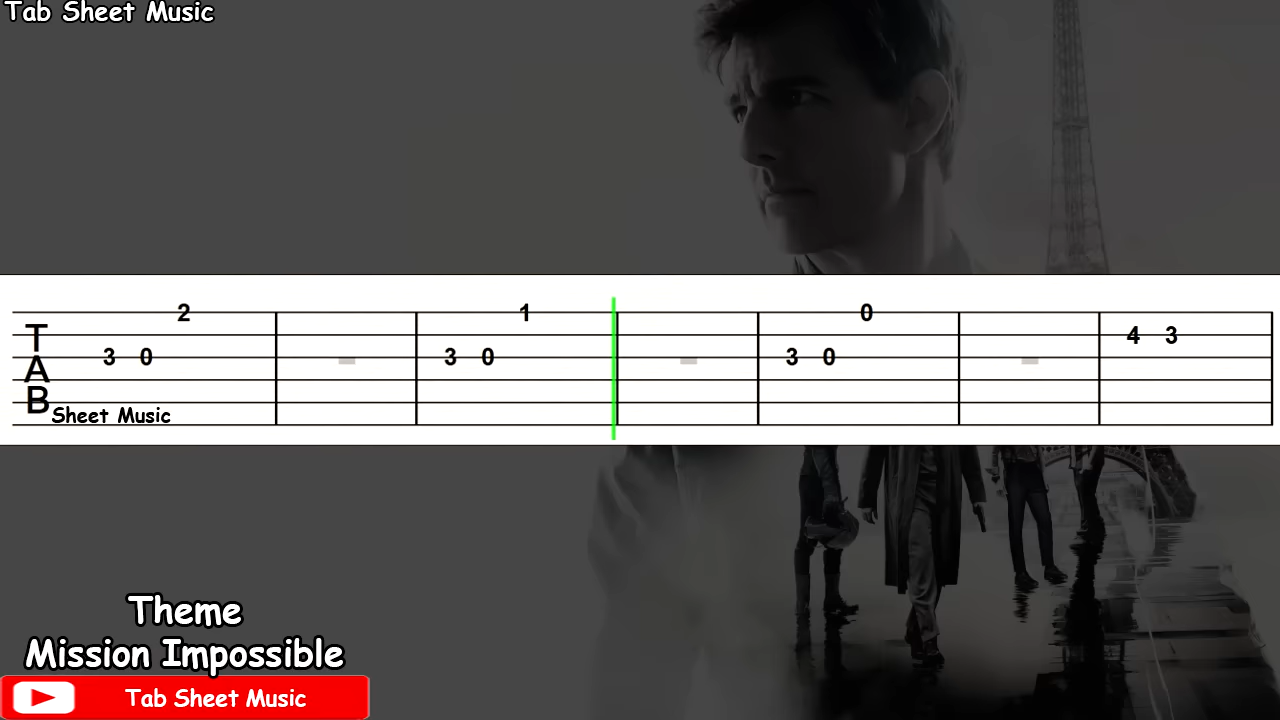 Tab Sheet Music
2 1 0
T 4 3
A 3 0 3 0 3 0
B
Sheet Music
Theme
Mission Impossible
Tab Sheet Music